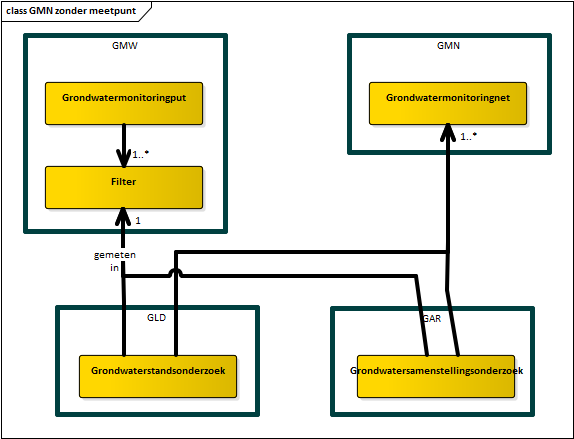 class GMN zonder meetpunt
GMW
GMN
Grondwatermonitoringput
Grondwatermonitoringnet
1..*
1..*
Filter
1
gemeten
in
GLD
GAR
Grondwaterstandsonderzoek
Grondwatersamenstellingsonderzoek